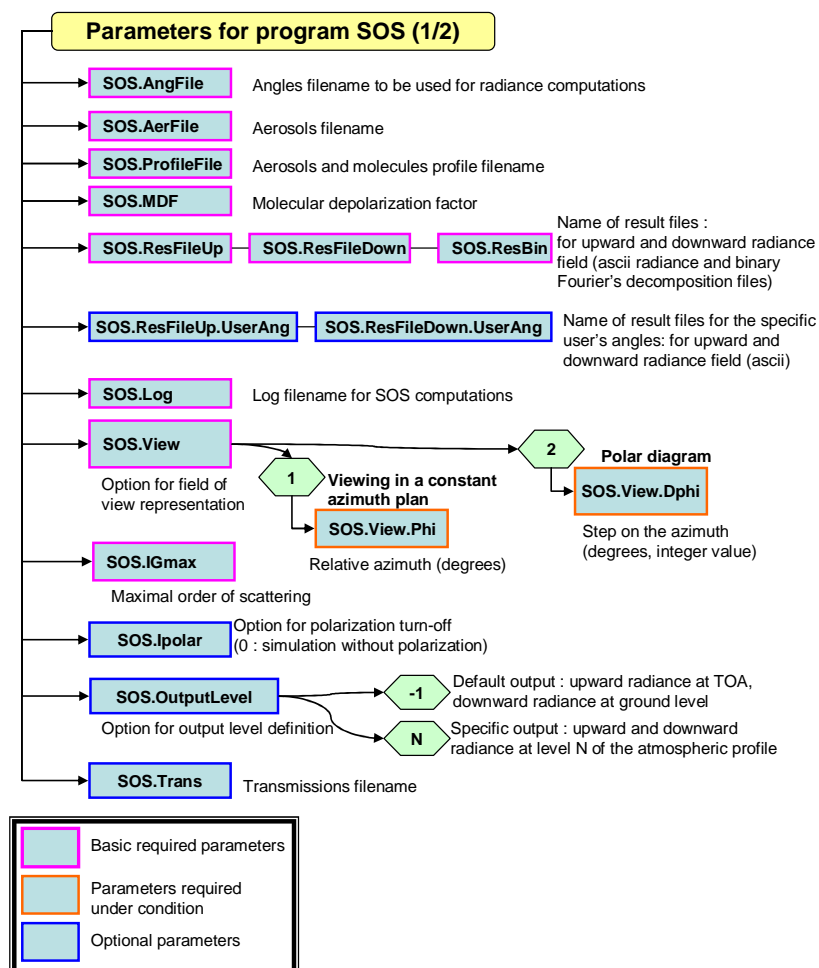 Parameters for program SOS (1/2)
SOS.AngFile
Angles filename to be used for radiance computations
SOS.AerFile
Aerosols filename
SOS.ProfileFile
Aerosols and molecules profile filename
SOS.MDF
Molecular depolarization factor
SOS.ResFileUp
SOS.ResFileDown
SOS.ResBin
Name of result files :
for upward and downward radiance
field (ascii radiance and binary
Fourier's decomposition files)
SOS.ResFileUp.UserAng
SOS.ResFileDown.UserAng
Name of result files for the specific
user's angles: for upward and
downward radiance field (ascii)
SOS.Log
Log filename for SOS computations
SOS.View
Option for field of
view representation
1
Viewing in a constant
azimuth plan
SOS.View.Phi
Relative azimuth (degrees)
2
Polar diagram
SOS.View.Dphi
Step on the azimuth
(degrees, integer value)
SOS.IGmax
Maximal order of scattering
SOS.Ipolar
Option for polarization turn-off
(0 : simulation without polarization)
SOS.OutputLevel
Option for output level definition
-1
Default output : upward radiance at TOA,
downward radiance at ground level
N
Specific output : upward and downward
radiance at level N of the atmospheric profile
SOS.Trans
Transmissions filename
Basic required parameters
Parameters required
under condition
Optional parameters